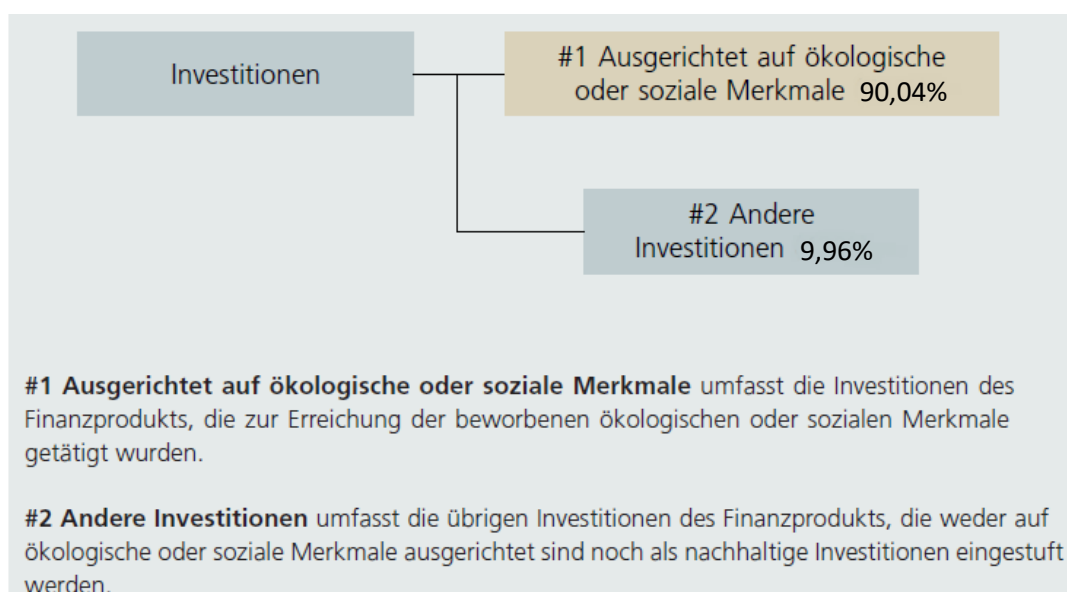 Investitionen
#1 Ausgerichtet auf ökologische
oder soziale Merkmale 90,04%
#2 Andere
Investitionen 9,96%
#1 Ausgerichtet auf ökologische oder soziale Merkmale umfasst die Investitionen des
Finanzprodukts, die zur Erreichung der beworbenen ökologischen oder sozialen Merkmale
getätigt wurden.
#2 Andere Investitionen umfasst die übrigen Investitionen des Finanzprodukts, die weder auf
ökologische oder soziale Merkmale ausgerichtet sind noch als nachhaltige Investitionen eingestuft
werden.